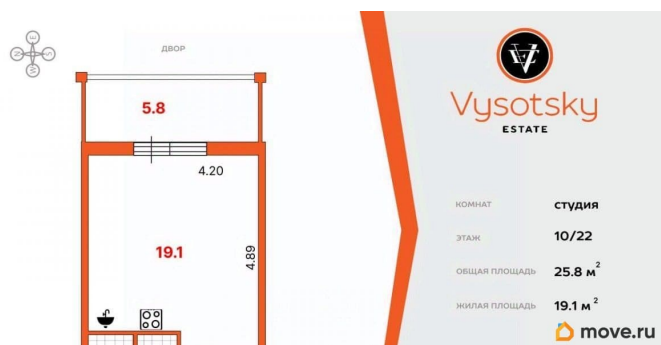 ДВОР
5.8
4.20
19.1
4.89
Vysotsky
ESTATE
КОМНАТ студия
ЭТАЖ 10/22
ОБЩАЯ ПЛОЩАДЬ 25.8 м²
ЖИЛАЯ ПЛОЩАДЬ 19.1 м²
move.ru